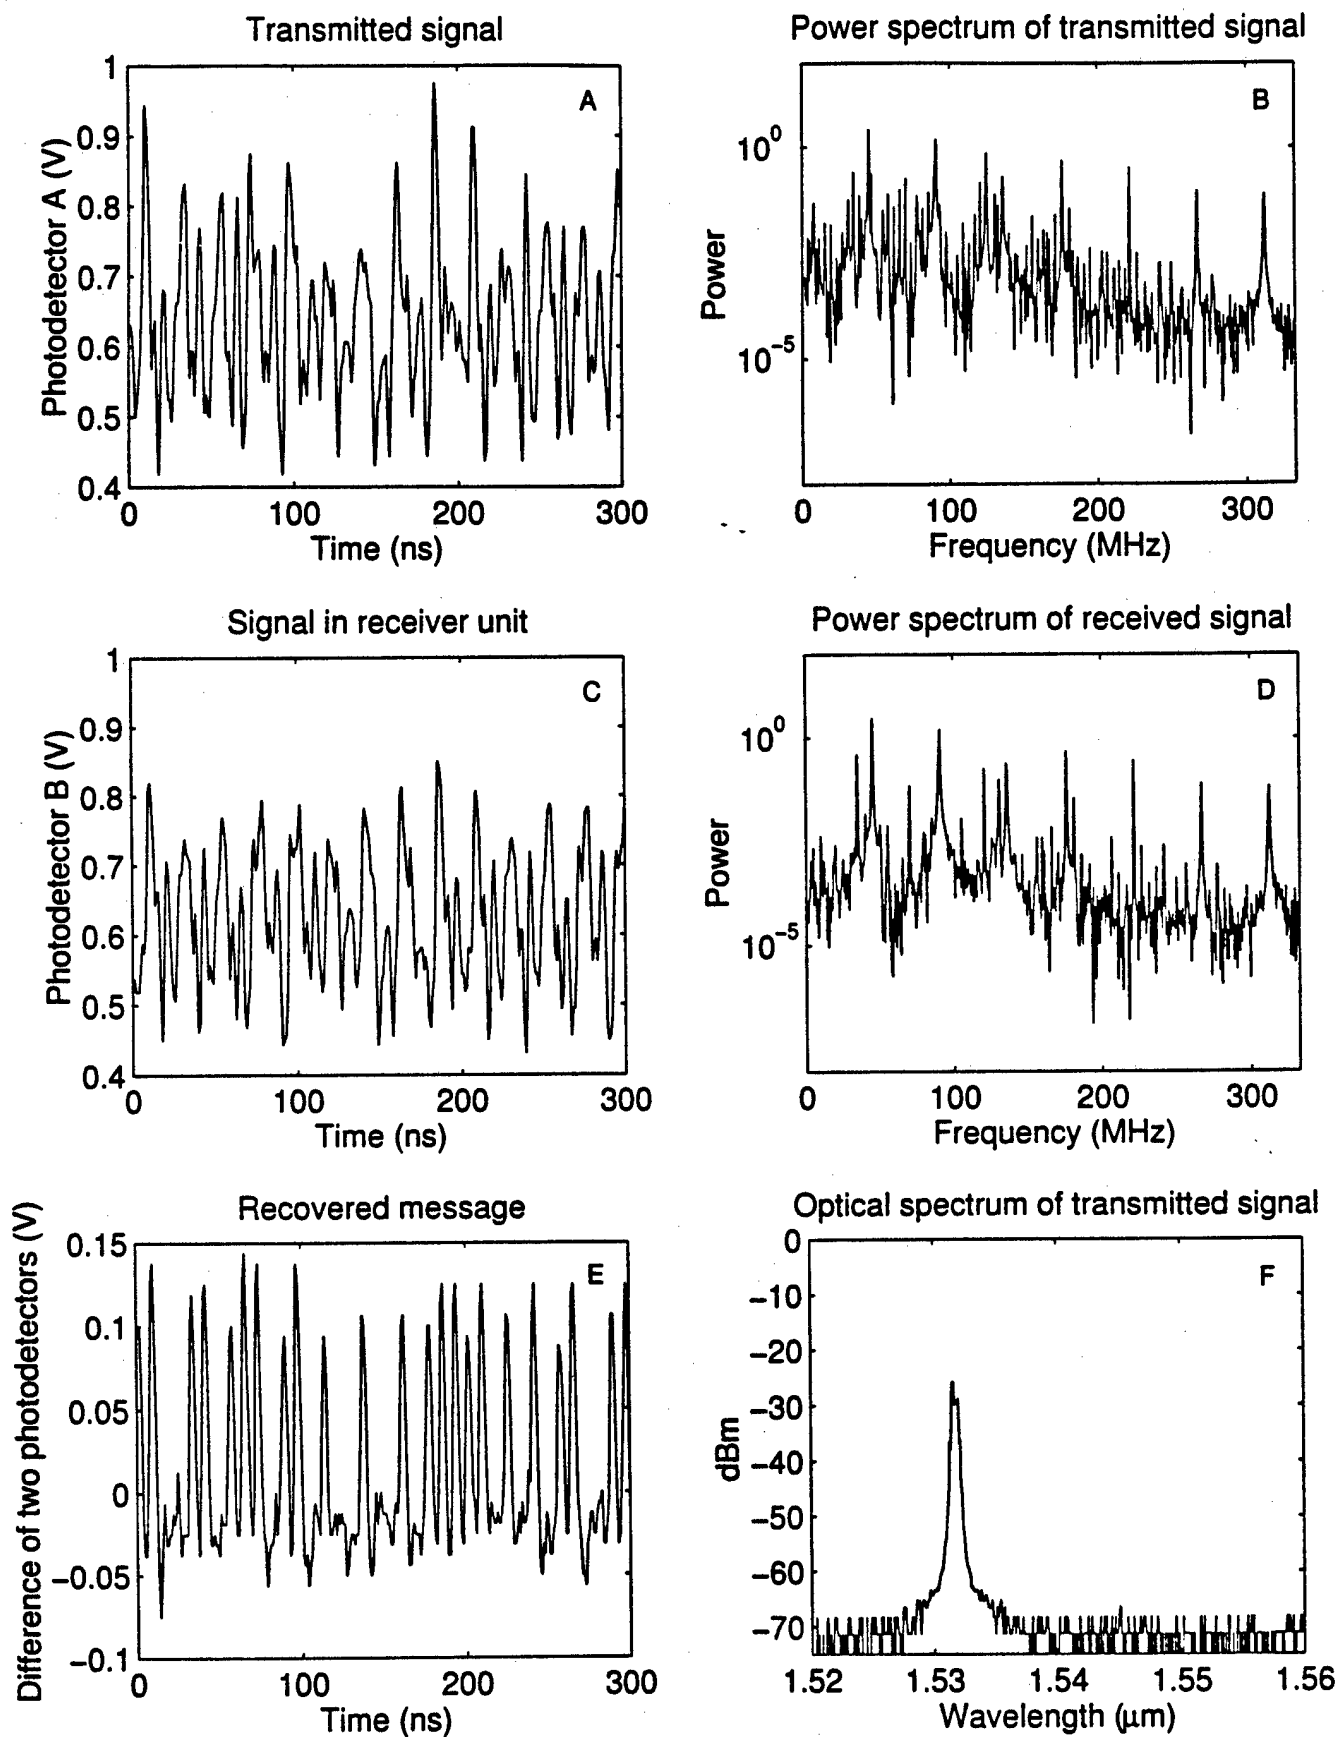 Transmitted signal
A
Photodetector A (V)
1
0.9
0.8
0.7
0.6
0.5
0.4
0 100 200 300
Time (ns)
Power spectrum of transmitted signal
B
Power
10^0
10^-5
0 100 200 300
Frequency (MHz)
Signal in receiver unit
C
Photodetector B (V)
1
0.9
0.8
0.7
0.6
0.5
0.4
0 100 200 300
Time (ns)
Power spectrum of received signal
D
Power
10^0
10^-5
0 100 200 300
Frequency (MHz)
Recovered message
E
Difference of two photodetectors (V)
0.15
0.1
0.05
0
−0.05
−0.1
0 100 200 300
Time (ns)
Optical spectrum of transmitted signal
F
dBm
0
−10
−20
−30
−40
−50
−60
−70
1.52 1.53 1.54 1.55 1.56
Wavelength (μm)